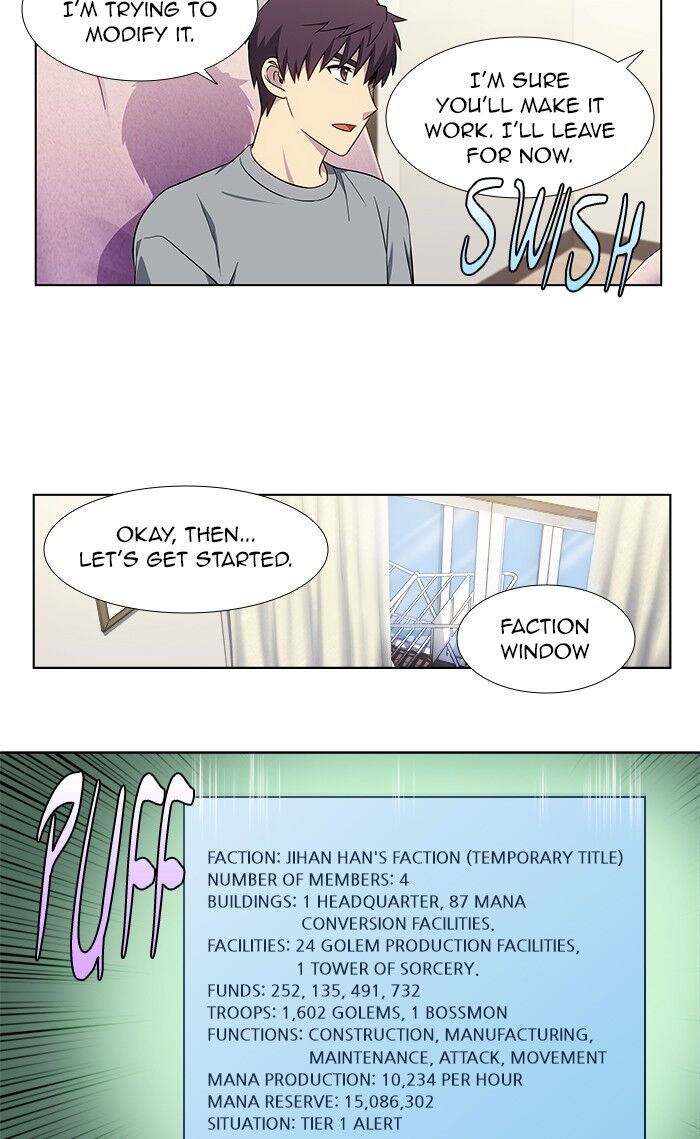 I'M TRYING TO
MODIFY IT.
I'M SURE
YOU'LL MAKE IT
WORK. I'LL LEAVE
FOR NOW.
SWISH
OKAY, THEN...
LET'S GET STARTED.
FACTION
WINDOW
PUFF
FACTION: JIHAN HAN'S FACTION (TEMPORARY TITLE)
NUMBER OF MEMBERS: 4
BUILDINGS: 1 HEADQUARTER, 87 MANA
CONVERSION FACILITIES.
FACILITIES: 24 GOLEM PRODUCTION FACILITIES,
1 TOWER OF SORCERY.
FUNDS: 252, 135, 491, 732
TROOPS: 1,602 GOLEMS, 1 BOSSMON
FUNCTIONS: CONSTRUCTION, MANUFACTURING,
MAINTENANCE, ATTACK, MOVEMENT
MANA PRODUCTION: 10,234 PER HOUR
MANA RESERVE: 15,086,302
SITUATION: TIER 1 ALERT